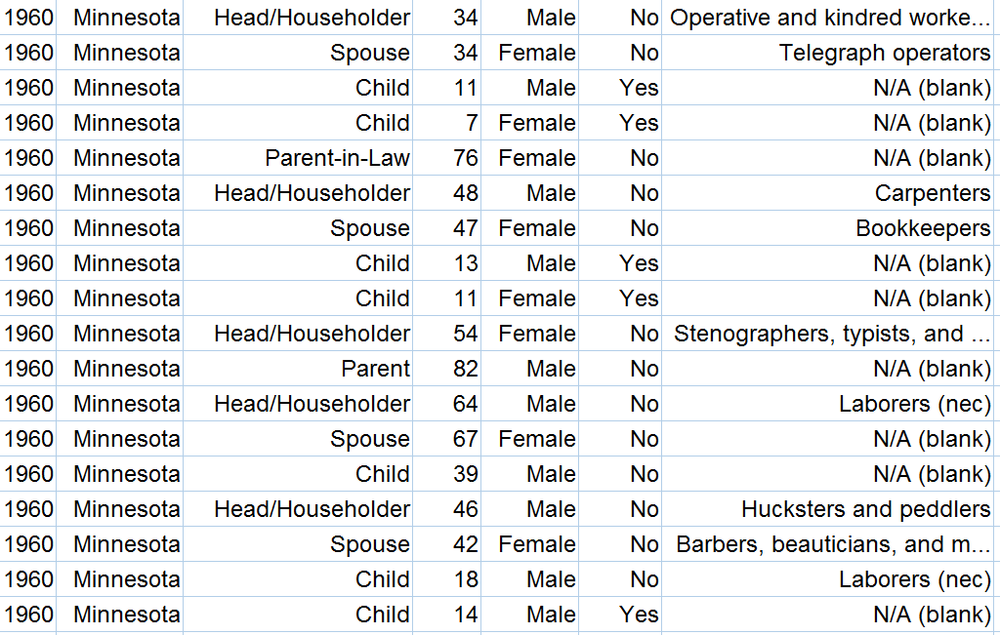 1960 Minnesota Head/Householder 34 Male No Operative and kindred worke...
1960 Minnesota Spouse 34 Female No Telegraph operators
1960 Minnesota Child 11 Male Yes N/A (blank)
1960 Minnesota Child 7 Female Yes N/A (blank)
1960 Minnesota Parent-in-Law 76 Female No N/A (blank)
1960 Minnesota Head/Householder 48 Male No Carpenters
1960 Minnesota Spouse 47 Female No Bookkeepers
1960 Minnesota Child 13 Male Yes N/A (blank)
1960 Minnesota Child 11 Female Yes N/A (blank)
1960 Minnesota Head/Householder 54 Female No Stenographers, typists, and ...
1960 Minnesota Parent 82 Male No N/A (blank)
1960 Minnesota Head/Householder 64 Male No Laborers (nec)
1960 Minnesota Spouse 67 Female No N/A (blank)
1960 Minnesota Child 39 Male No N/A (blank)
1960 Minnesota Head/Householder 46 Male No Hucksters and peddlers
1960 Minnesota Spouse 42 Female No Barbers, beauticians, and m...
1960 Minnesota Child 18 Male No Laborers (nec)
1960 Minnesota Child 14 Male Yes N/A (blank)